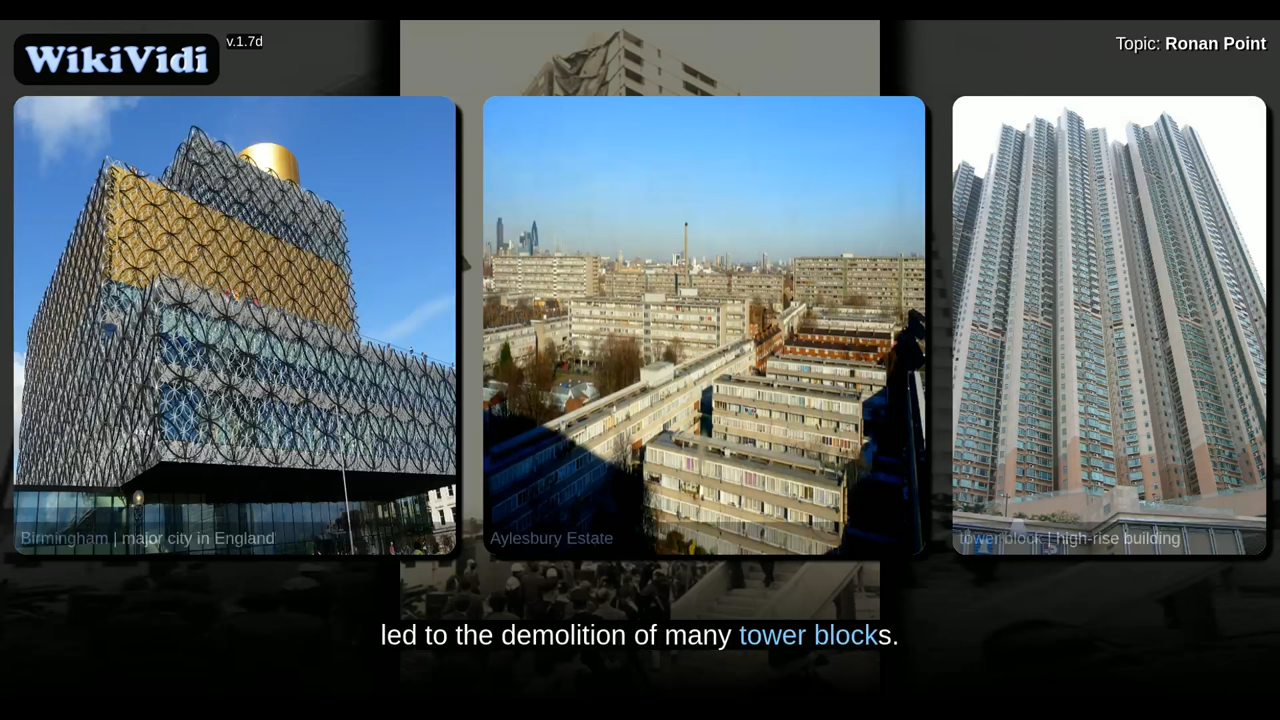 WikiVidi
v.1.7d
Topic: Ronan Point
Birmingham | major city in England
Aylesbury Estate
tower block | high-rise building
led to the demolition of many tower blocks.